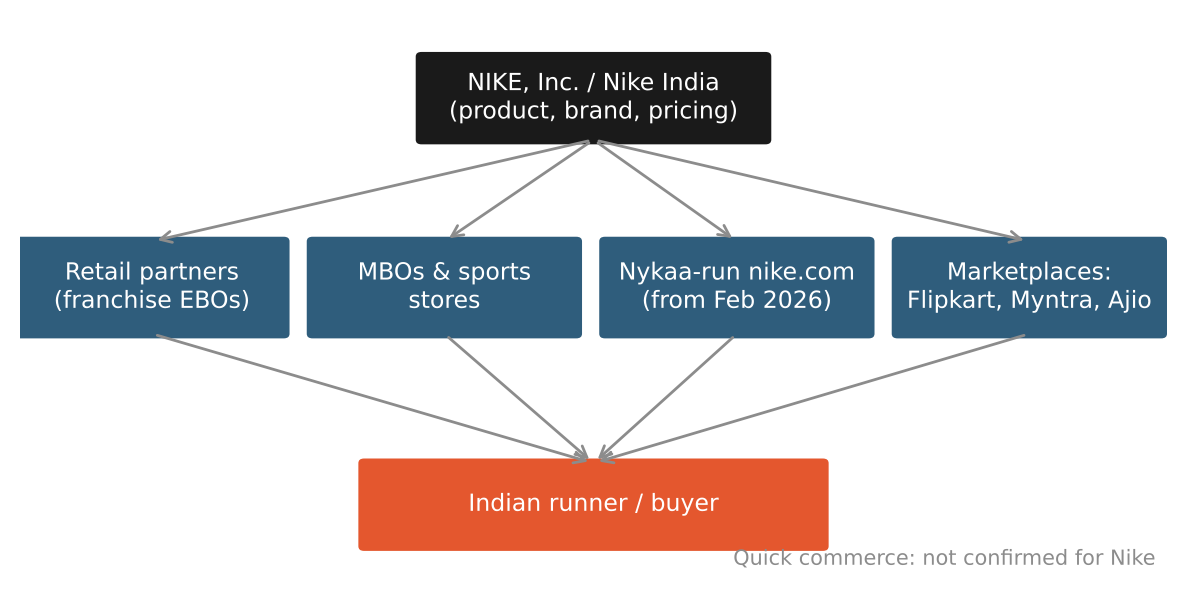 NIKE, Inc. / Nike India
(product, brand, pricing)
Retail partners
(franchise EBOs)
MBOs & sports
stores
Nykaa-run nike.com
(from Feb 2026)
Marketplaces:
Flipkart, Myntra, Ajio
Indian runner / buyer
Quick commerce: not confirmed for Nike